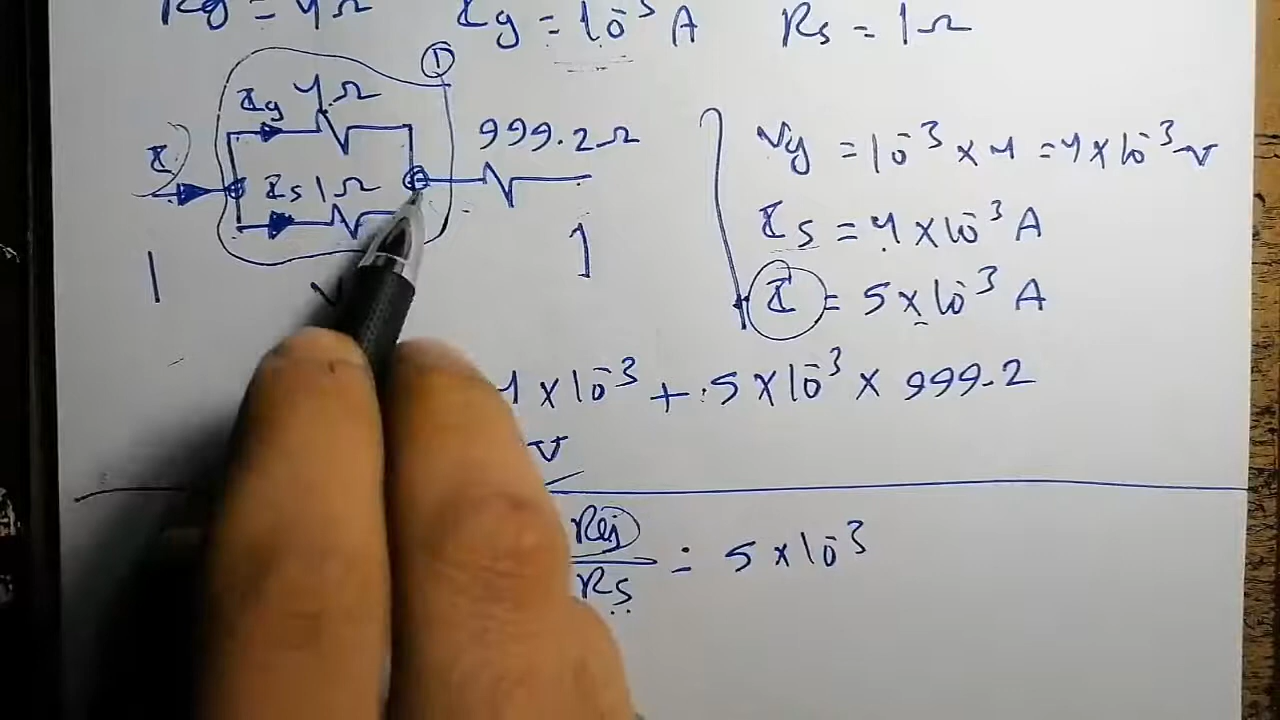 Rg = 4Ω Ig = 10⁻³ A Rs = 1Ω
①
Ig 4Ω
999.2Ω
I
Is 1Ω
Vg = 10⁻³ × 4 = 4×10⁻³ v
Is = 4×10⁻³ A
I = 5×10⁻³ A
4×10⁻³ + 5×10⁻³ × 999.2
v
= 5×10⁻³
Rs